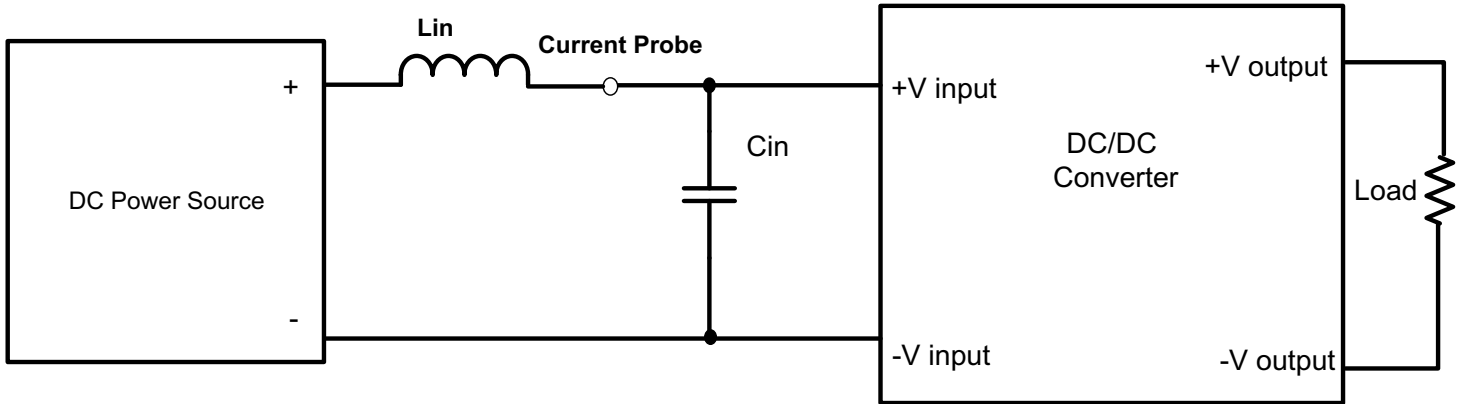 Lin
Current Probe
+
DC Power Source
-
Cin
+V input
-V input
DC/DC
Converter
+V output
-V output
Load